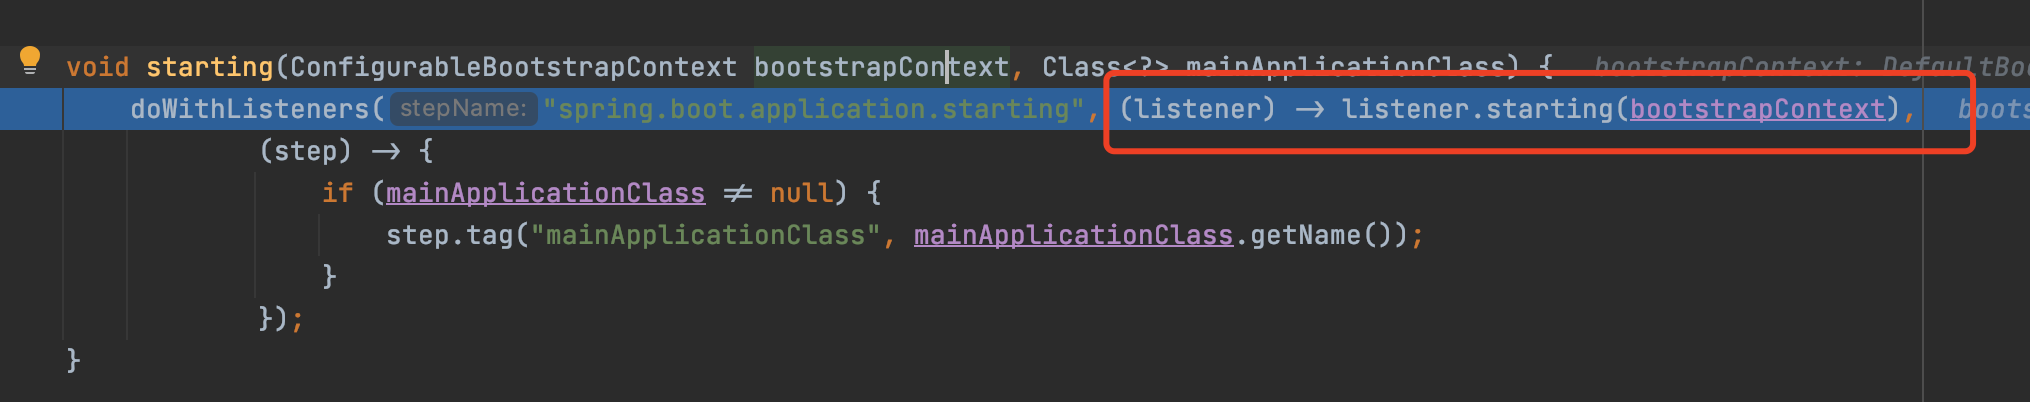 void starting(ConfigurableBootstrapContext bootstrapContext, Class<?> mainApplicationClass) { bootstrapContext: DefaultBoo
doWithListeners( stepName: "spring.boot.application.starting", (listener) -> listener.starting(bootstrapContext), boots
(step) -> {
if (mainApplicationClass != null) {
step.tag("mainApplicationClass", mainApplicationClass.getName());
}
});
}